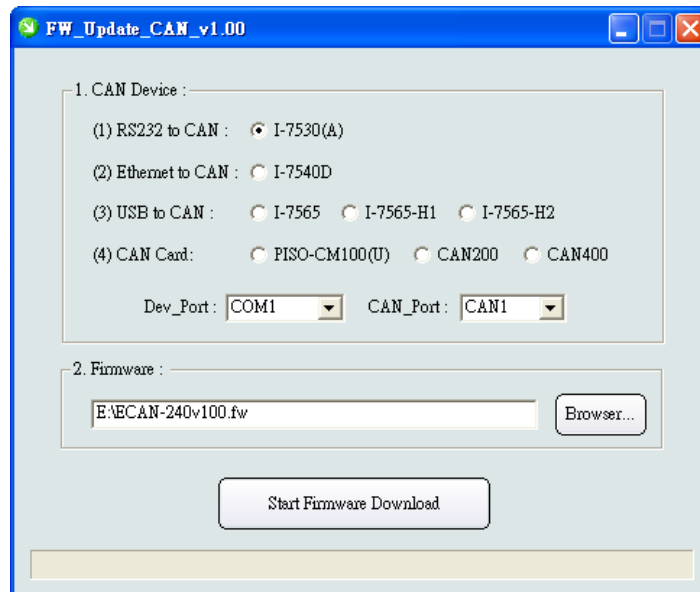 FW_Update_CAN_v1.00
1. CAN Device :
(1) RS232 to CAN : I-7530(A)
(2) Ethernet to CAN : I-7540D
(3) USB to CAN : I-7565 I-7565-H1 I-7565-H2
(4) CAN Card: PISO-CM100(U) CAN200 CAN400
Dev_Port : COM1 CAN_Port : CAN1
2. Firmware :
E:\ECAN-240v100.fw Browser...
Start Firmware Download